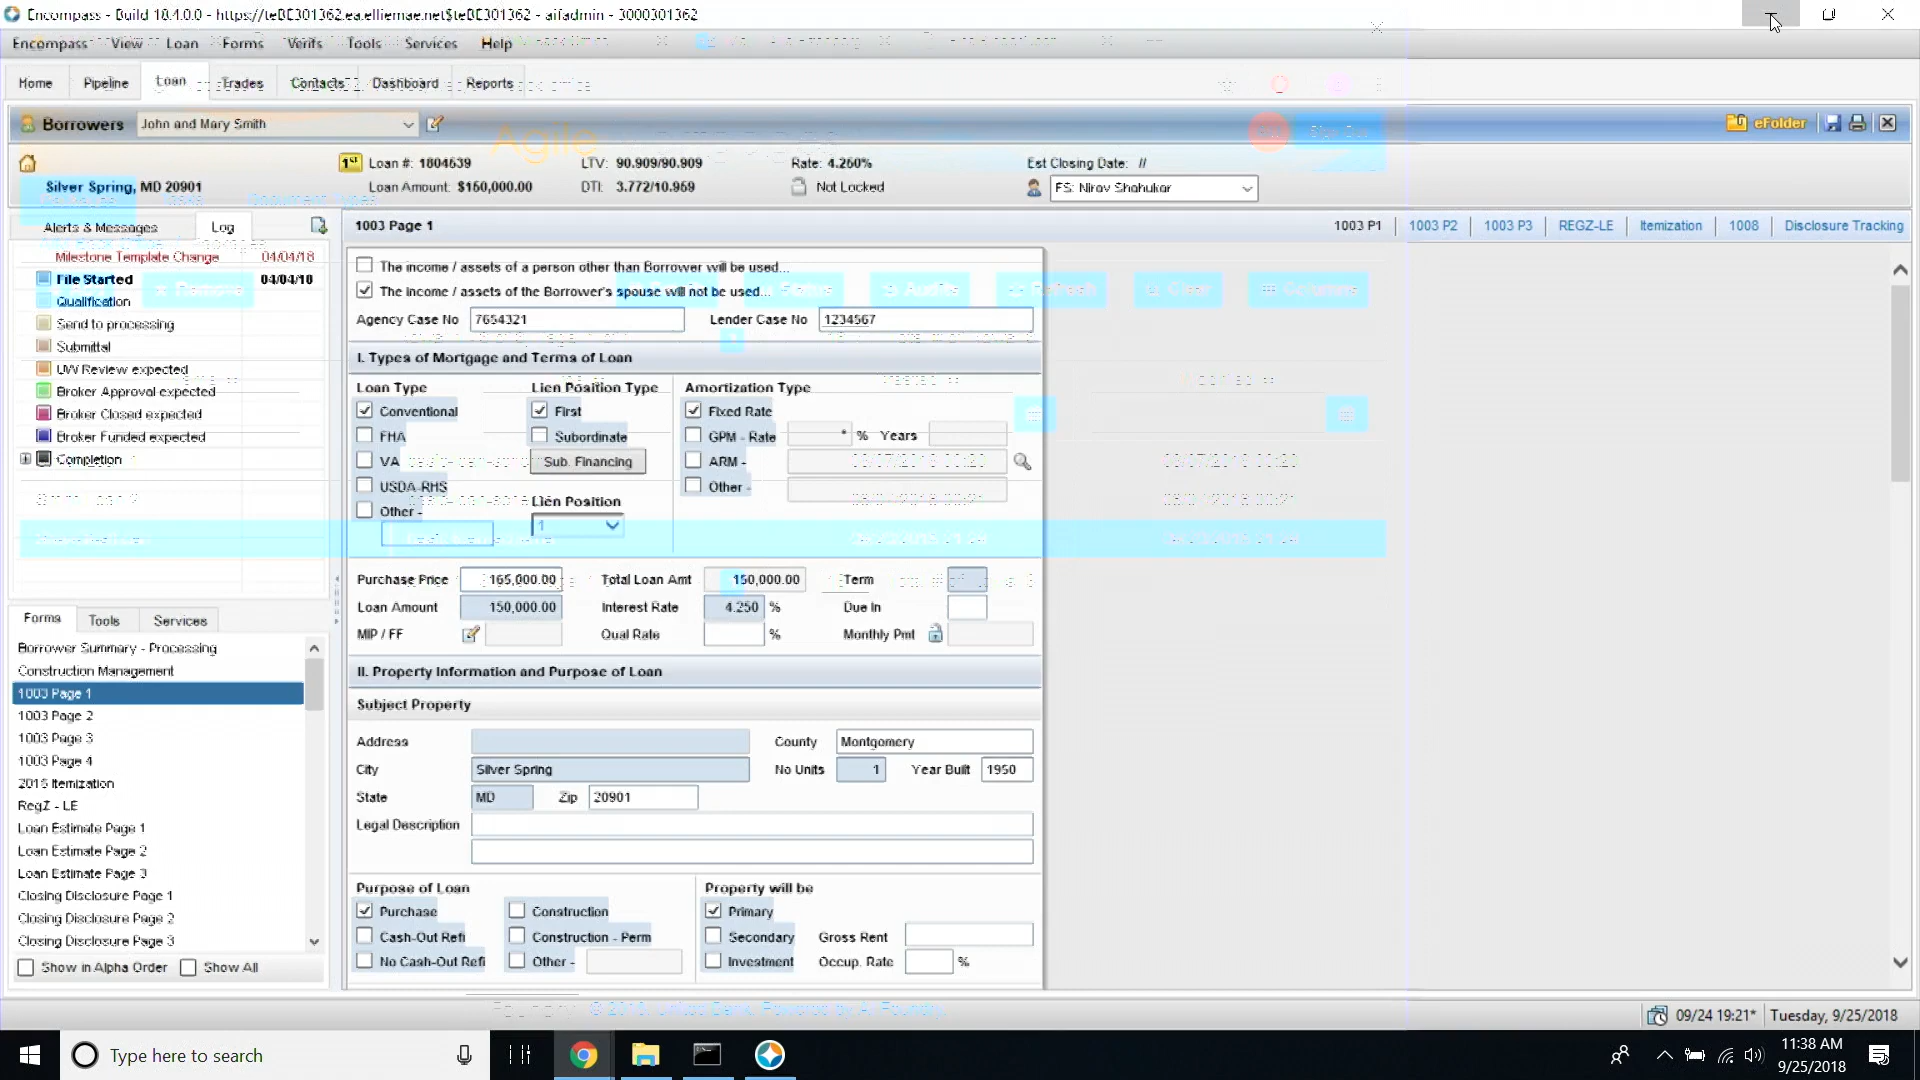 Encompass - Build 18.4.0.0 - https://teBE301362.ea.elliemae.net$teBE301362 - aifadmin - 3000301362
Encompass View Loan Forms Verifs Tools Services Help
Home Pipeline Loan Trades Contacts Dashboard Reports
Borrowers John and Mary Smith eFolder
Agile
1st Loan #: 1804539 LTV: 90.909/90.909 Rate: 4.250% Est Closing Date: //
Silver Spring, MD 20901 Loan Amount: $150,000.00 DTI: 3.772/10.959 Not Locked FS: Nirav Shahukar
Alerts & Messages Log
Milestone Template Change 04/04/18
File Started 04/04/18
Qualification
Send to processing
Submittal
UW Review expected
Broker Approval expected
Broker Closed expected
Broker Funded expected
Completion
Forms Tools Services
Borrower Summary - Processing
Construction Management
1003 Page 1
1003 Page 2
1003 Page 3
1003 Page 4
2015 Itemization
RegZ - LE
Loan Estimate Page 1
Loan Estimate Page 2
Loan Estimate Page 3
Closing Disclosure Page 1
Closing Disclosure Page 2
Closing Disclosure Page 3
Show in Alpha Order Show All
1003 Page 1 1003 P1 1003 P2 1003 P3 REGZ-LE Itemization 1008 Disclosure Tracking
The income / assets of a person other than Borrower will be used...
The income / assets of the Borrower's spouse will not be used...
Refresh Clear Columns
Agency Case No 7654321 Lender Case No 1234567
I. Types of Mortgage and Terms of Loan
Loan Type Lien Position Type Amortization Type
Conventional First Fixed Rate
FHA Subordinate GPM - Rate * % Years
VA Sub. Financing ARM -
USDA-RHS Other -
Lien Position
Other - 1
Purchase Price 165,000.00 Total Loan Amt 150,000.00 Term
Loan Amount 150,000.00 Interest Rate 4.250 % Due In
MIP / FF Qual Rate % Monthly Pmt
II. Property Information and Purpose of Loan
Subject Property
Address County Montgomery
City Silver Spring No Units 1 Year Built 1950
State MD Zip 20901
Legal Description
Purpose of Loan Property will be
Purchase Construction Primary
Cash-Out Refi Construction - Perm Secondary Gross Rent
No Cash-Out Refi Other - Investment Occup. Rate %
09/24 19:21* Tuesday, 9/25/2018
Type here to search
11:38 AM
9/25/2018